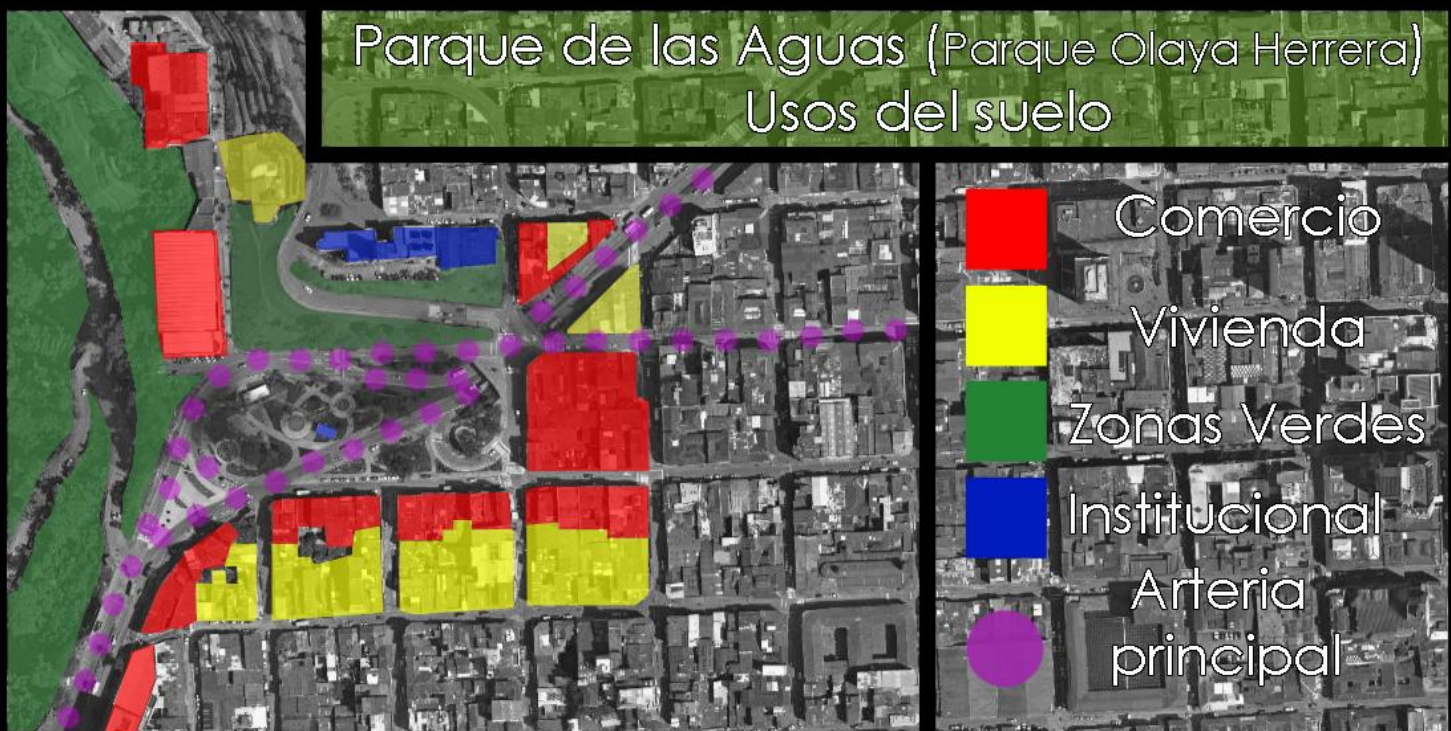 Parque de las Aguas (Parque Olaya Herrera)
Usos del suelo
Comercio
Vivienda
Zonas Verdes
Institucional
Arteria
principal